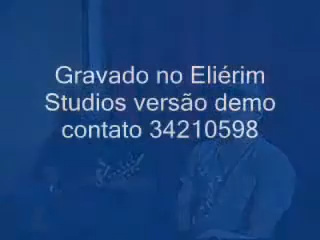 Gravado no Eliérim
Studios versão demo
contato 34210598